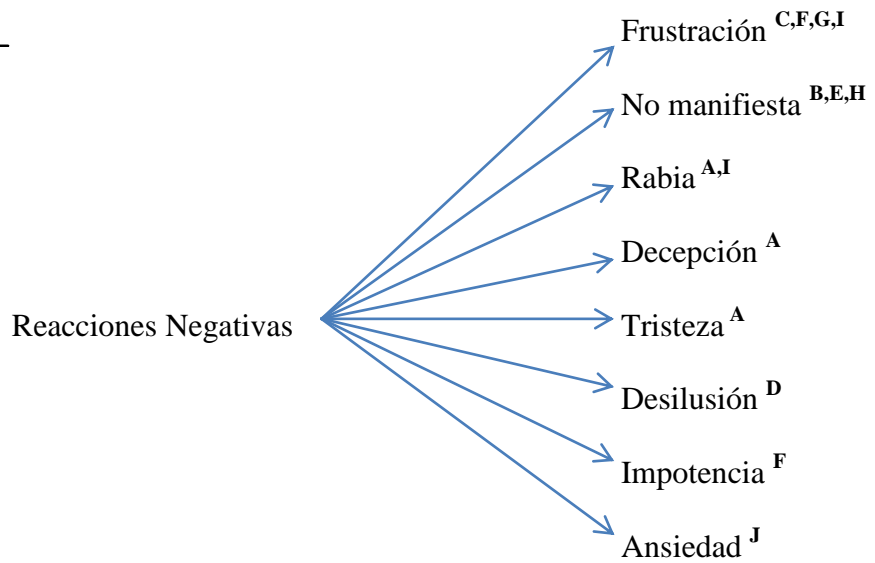 Frustración C,F,G,I
No manifiesta B,E,H
Rabia A,I
Decepción A
Reacciones Negativas
Tristeza A
Desilusión D
Impotencia F
Ansiedad J